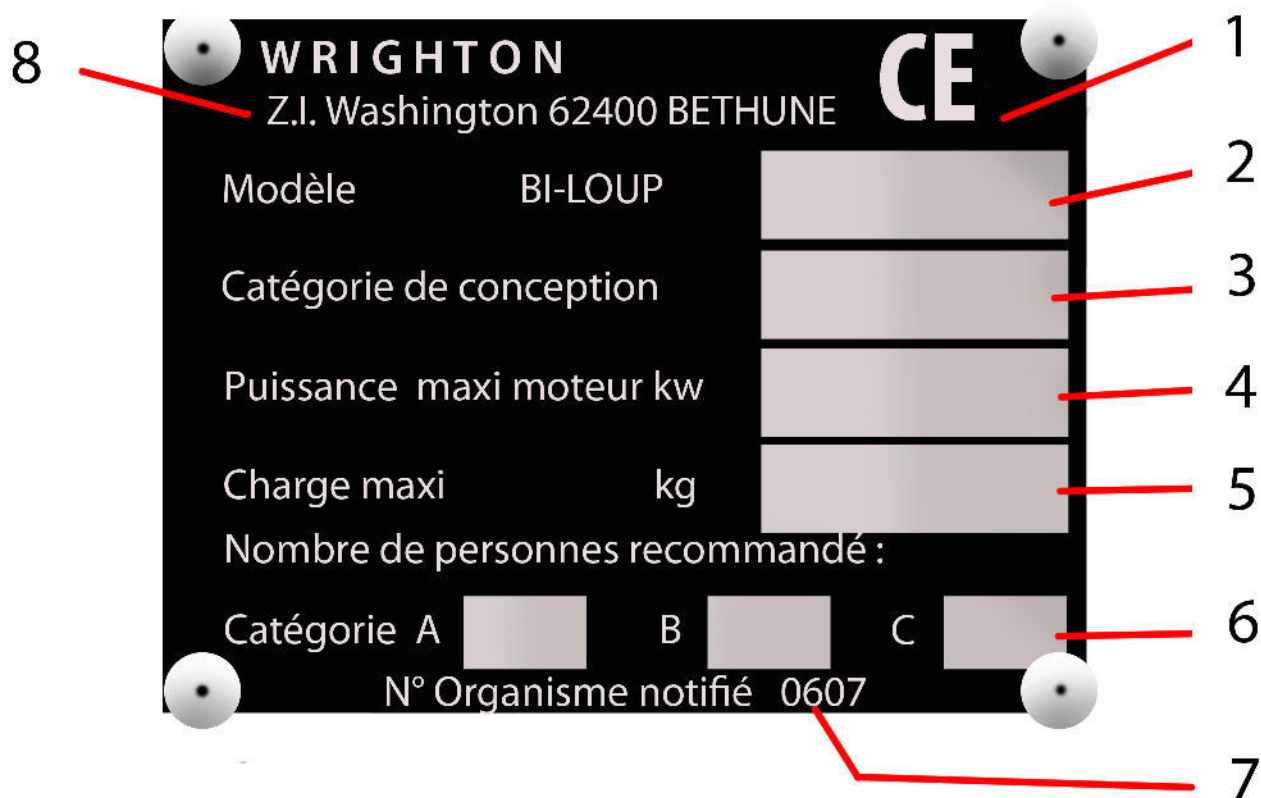 8 WRIGHTON CE 1
Z.I. Washington 62400 BETHUNE
Modèle BI-LOUP 2
Catégorie de conception 3
Puissance maxi moteur kw 4
Charge maxi kg 5
Nombre de personnes recommandé :
Catégorie A B C 6
N° Organisme notifié 0607
7